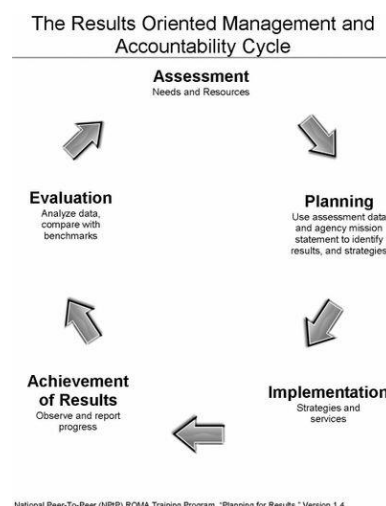 The Results Oriented Management and
Accountability Cycle
Assessment
Needs and Resources
Evaluation
Analyze data,
compare with
benchmarks
Planning
Use assessment data
and agency mission
statement to identify
results, and strategies
Achievement
of Results
Observe and report
progress
Implementation
Strategies and
services
National Peer-To-Peer (NPtP) ROMA Training Program, "Planning for Results," Version 1.4